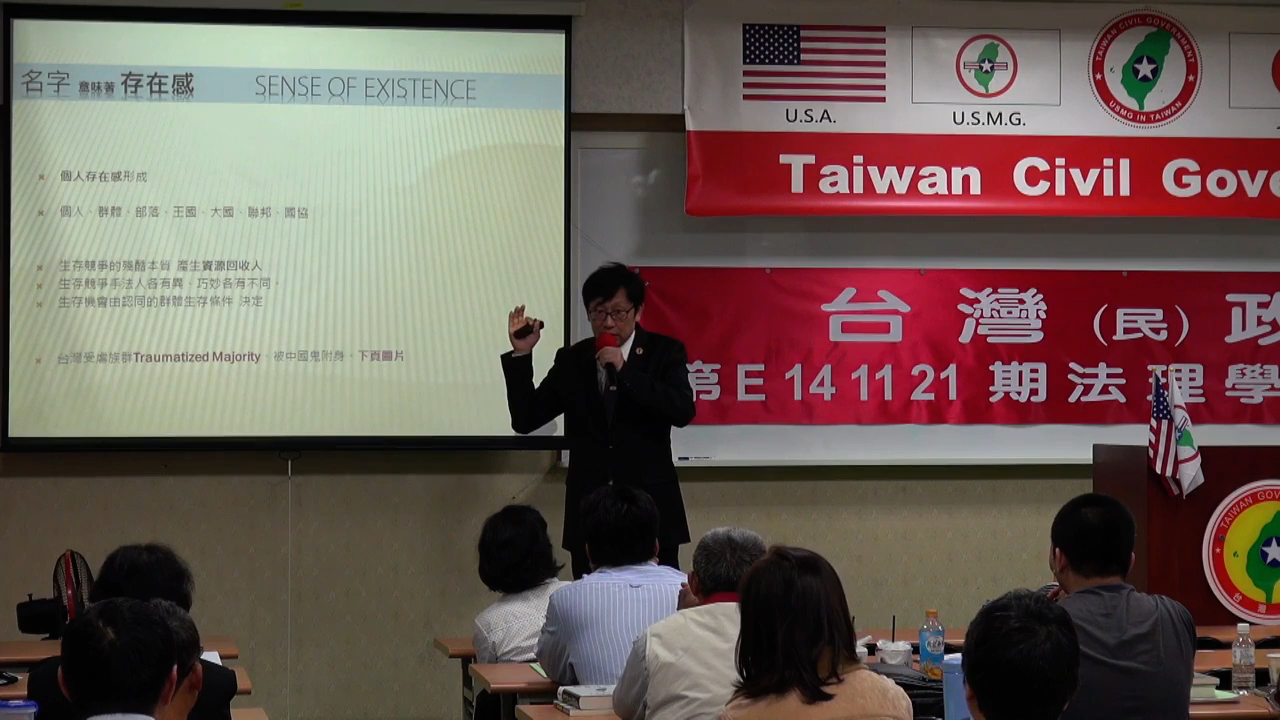 名字 意味著 存在感 SENSE OF EXISTENCE
個人存在感形成
個人、群體、部落、王國、大國、聯邦、國協
生存競爭的殘酷本質 產生資源回收人
生存競爭手法人各有異、巧妙各有不同。
生存機會由認同的群體生存條件 決定
台灣受虐族群Traumatized Majority、被中國鬼附身、下頁圖片
U.S.A.
U.S.M.G.
TAIWAN CIVIL GOVERNMENT
USMG IN TAIWAN
Taiwan Civil Gove
台灣（民）政
第E 14 11 21 期法理學